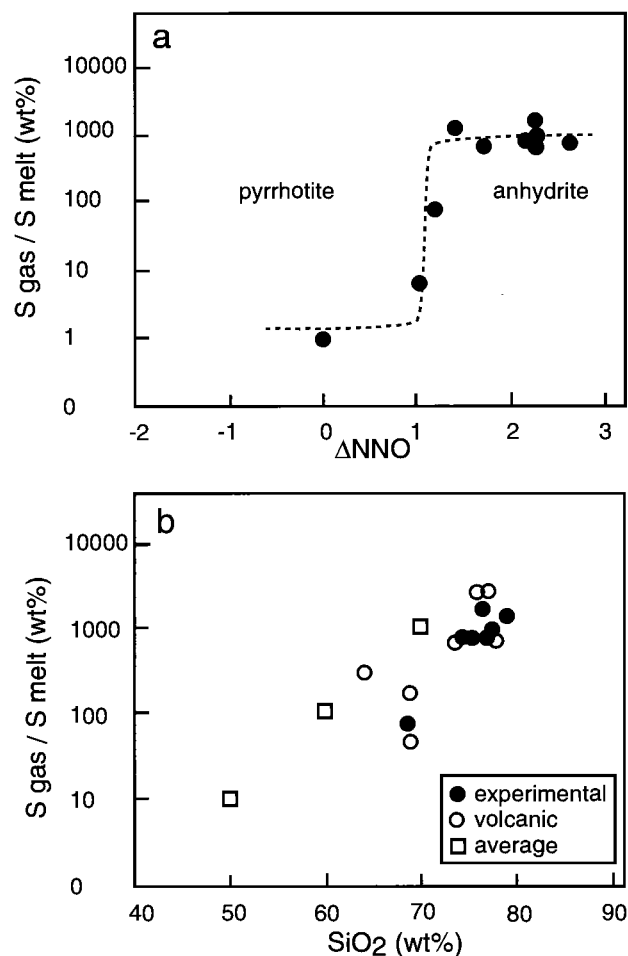 a
S gas / S melt (wt%)
10000
1000
100
10
1
0
pyrrhotite
anhydrite
-2
-1
0
1
2
3
ΔNNO
b
S gas / S melt (wt%)
10000
1000
100
10
0
experimental
volcanic
average
40
50
60
70
80
90
SiO₂ (wt%)